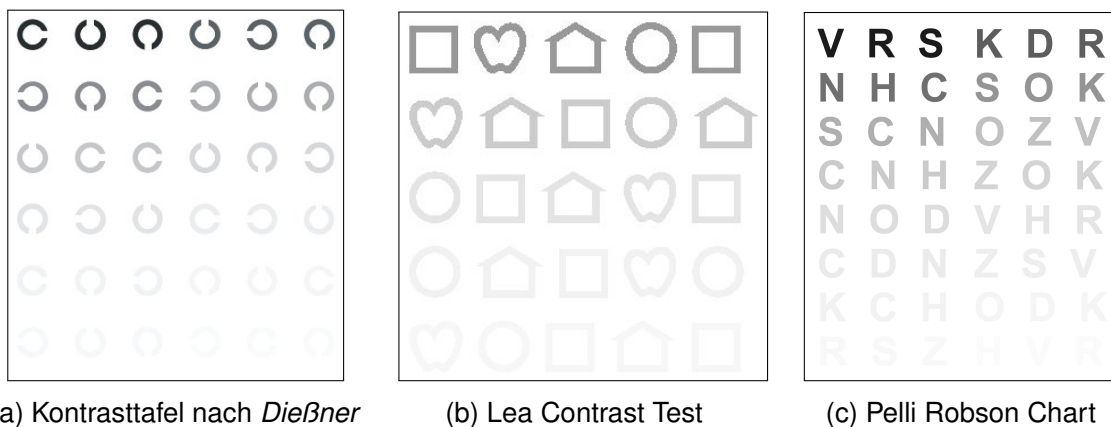 V R S K D R
N H C S O K
S C N O Z V
C N H Z O K
N O D V H R
C D N Z S V
K C H O D K
R S Z H V R
a) Kontrasttafel nach Dießner
(b) Lea Contrast Test
(c) Pelli Robson Chart